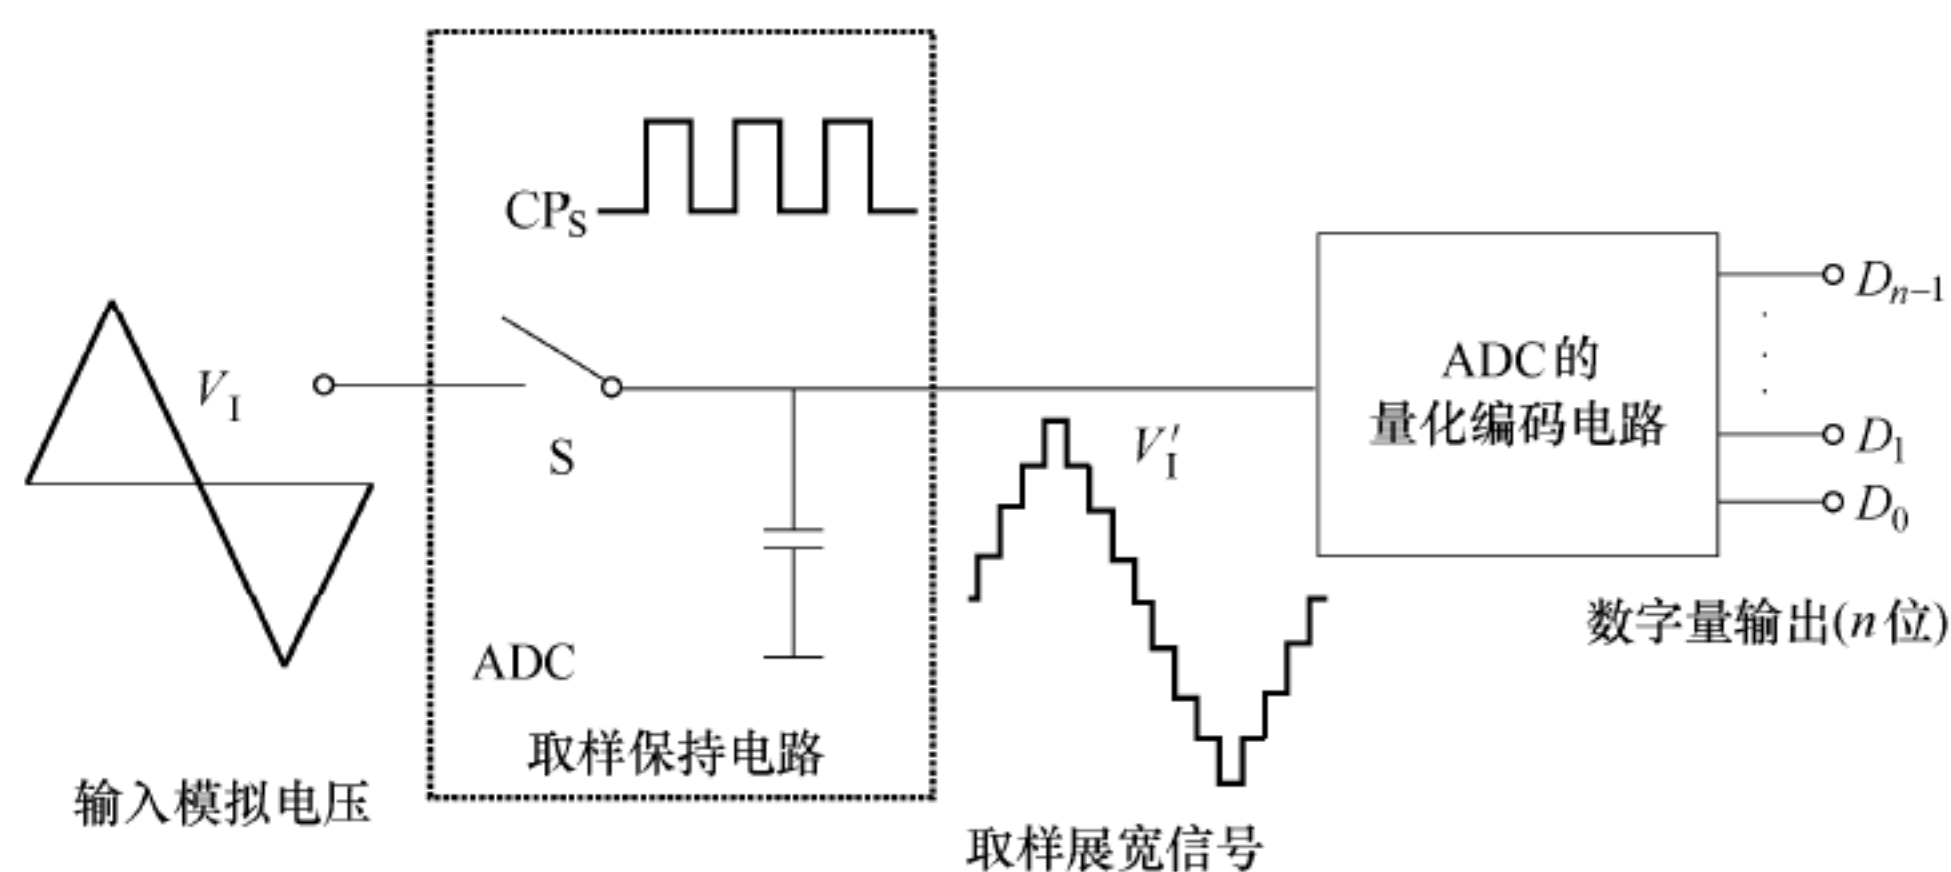 CPS
VI
S
ADC
取样保持电路
输入模拟电压
V′I
取样展宽信号
ADC的
量化编码电路
Dn−1
D1
D0
数字量输出(n位)